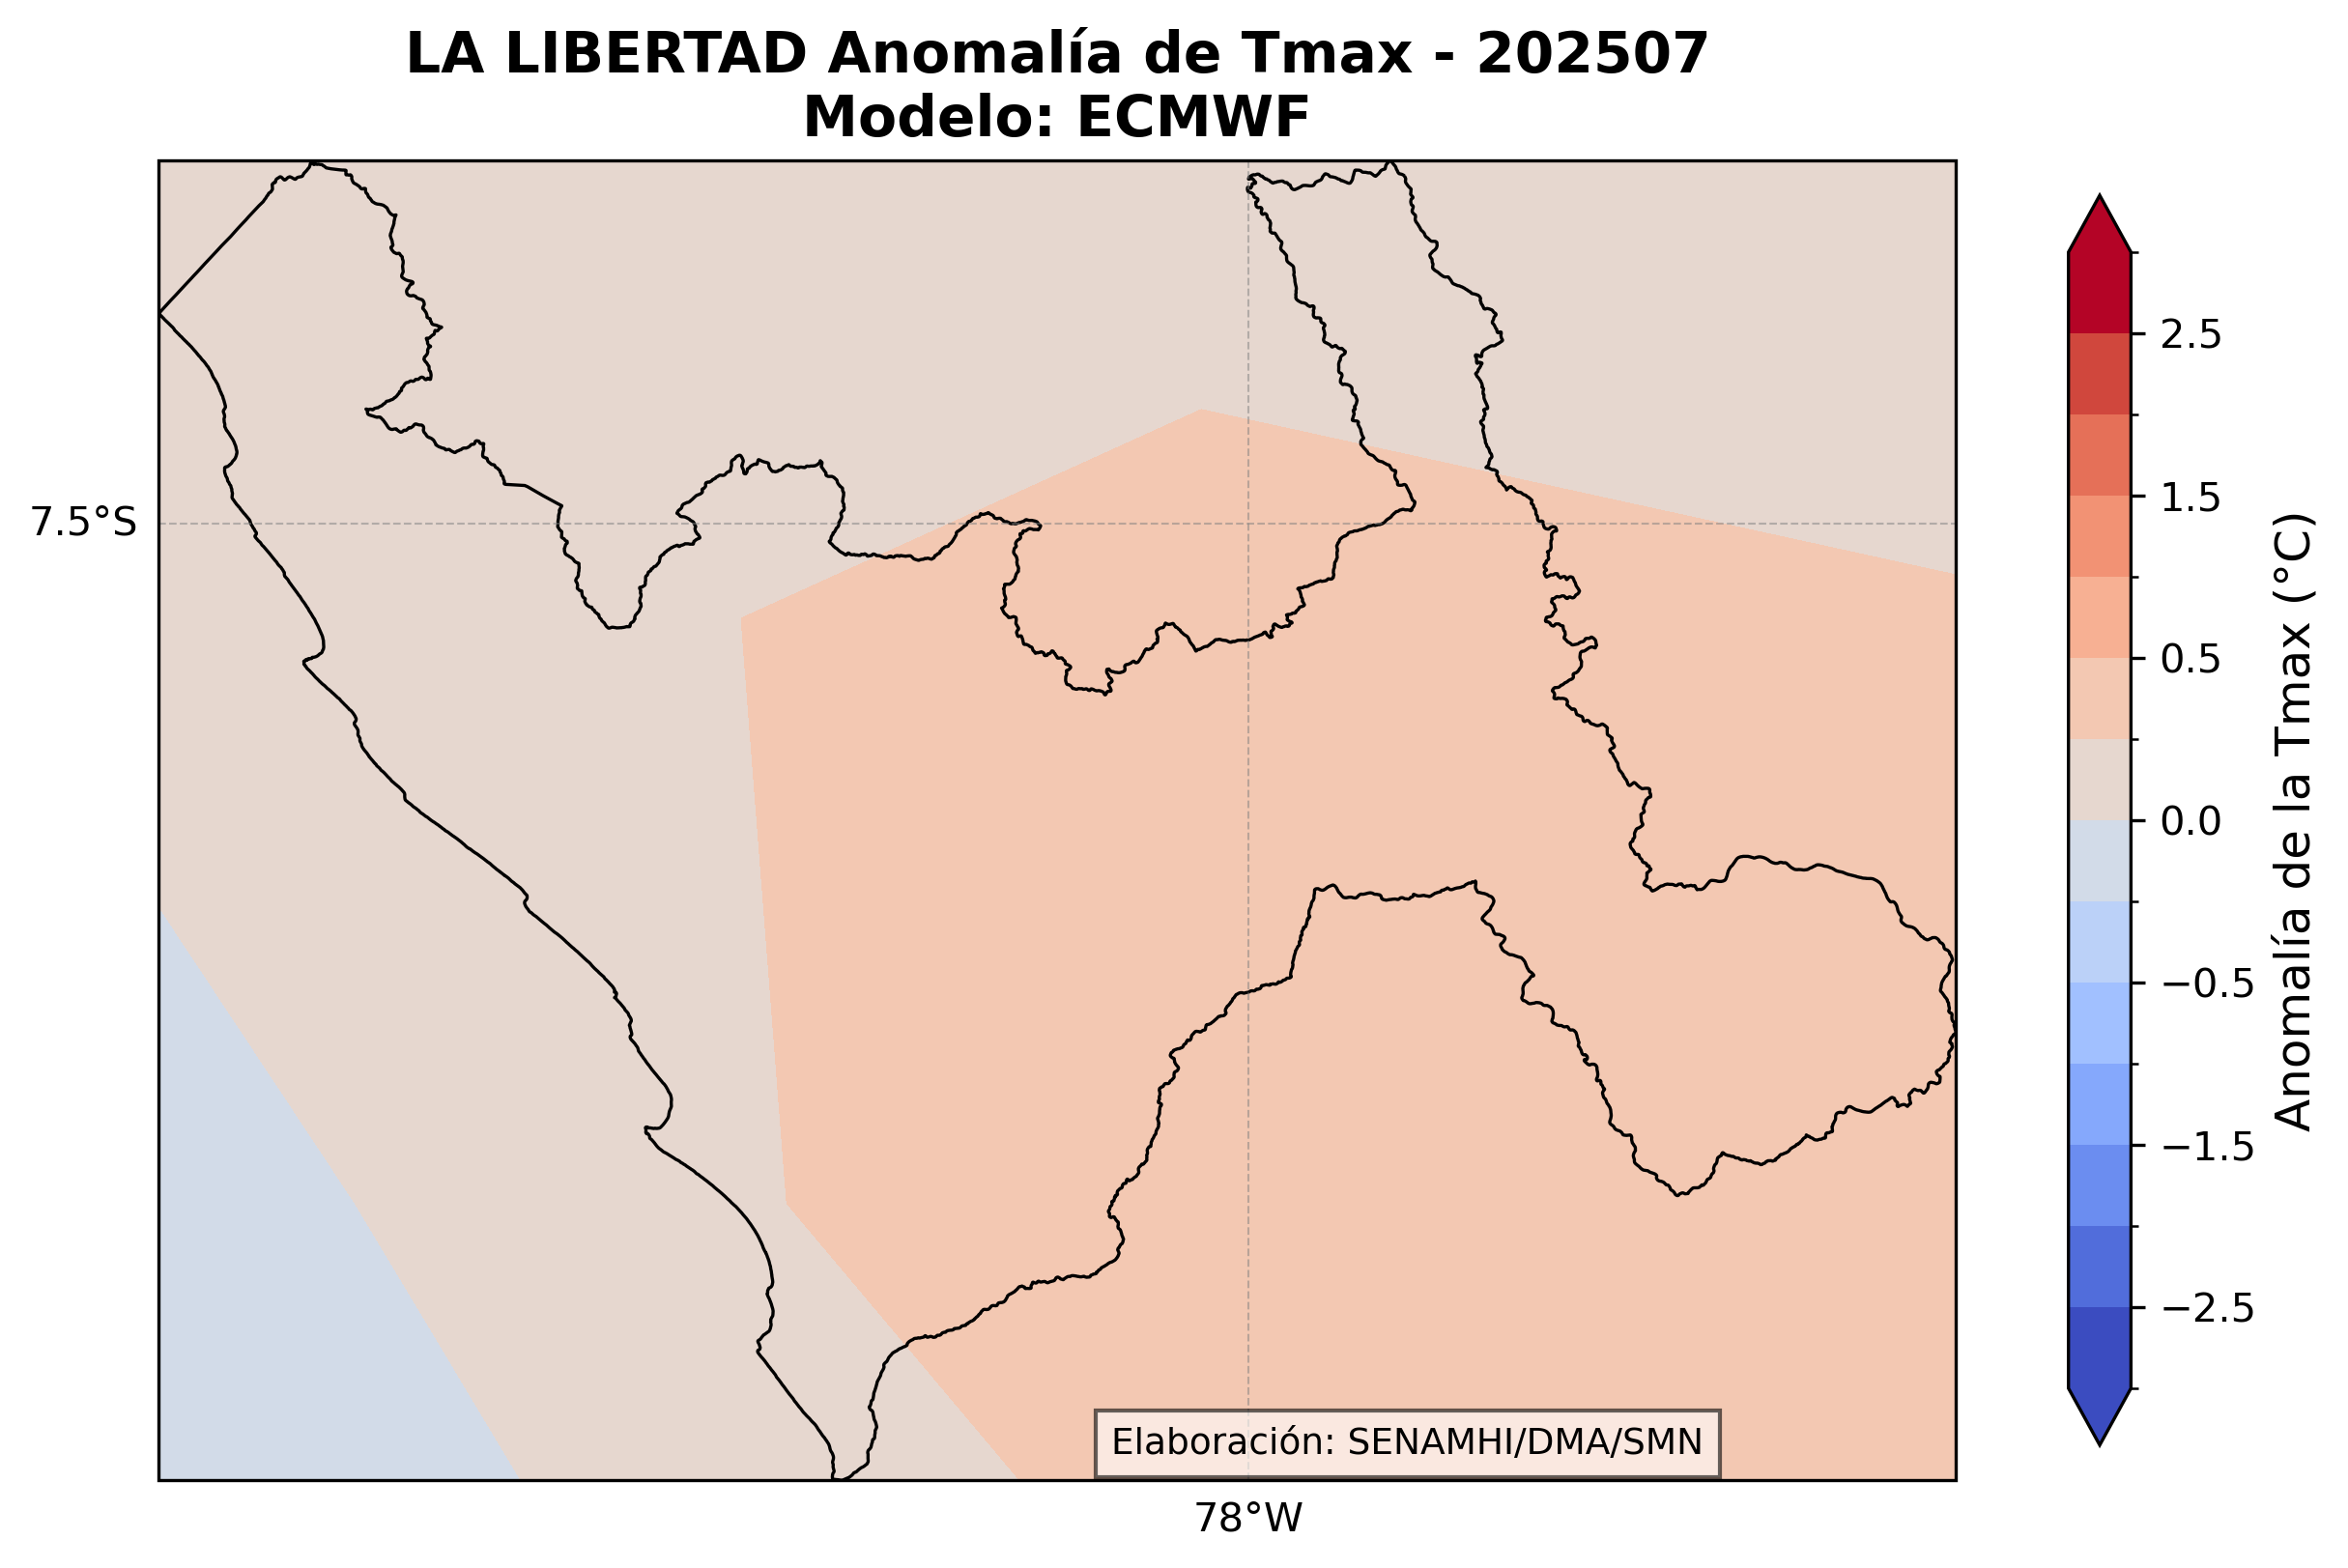 LA LIBERTAD Anomalía de Tmax - 202507
Modelo: ECMWF
7.5°S
78°W
Elaboración: SENAMHI/DMA/SMN
2.5
1.5
0.5
0.0
−0.5
−1.5
−2.5
Anomalía de la Tmax (°C)